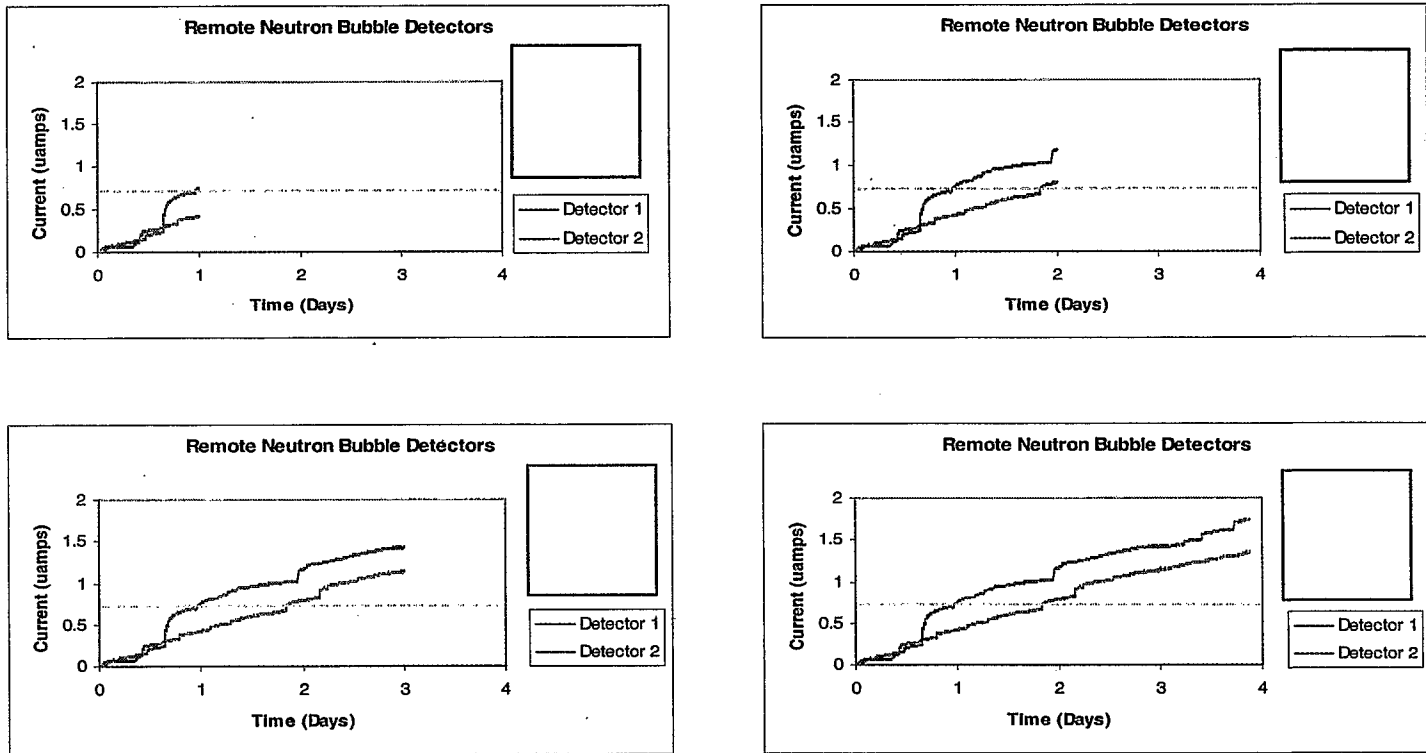 Remote Neutron Bubble Detectors
2
1.5
1
0.5
0
Current (uamps)
0 1 2 3 4
Time (Days)
Detector 1
Detector 2
Remote Neutron Bubble Detectors
2
1.5
1
0.5
0
Current (uamps)
0 1 2 3 4
Time (Days)
Detector 1
Detector 2
Remote Neutron Bubble Detectors
2
1.5
1
0.5
0
Current (uamps)
0 1 2 3 4
Time (Days)
Detector 1
Detector 2
Remote Neutron Bubble Detectors
2
1.5
1
0.5
0
Current (uamps)
0 1 2 3 4
Time (Days)
Detector 1
Detector 2